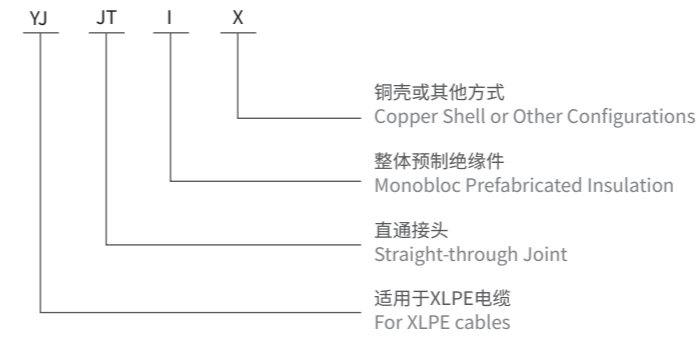 YJ JT I X
铜壳或其他方式
Copper Shell or Other Configurations
整体预制绝缘件
Monobloc Prefabricated Insulation
直通接头
Straight-through Joint
适用于XLPE电缆
For XLPE cables